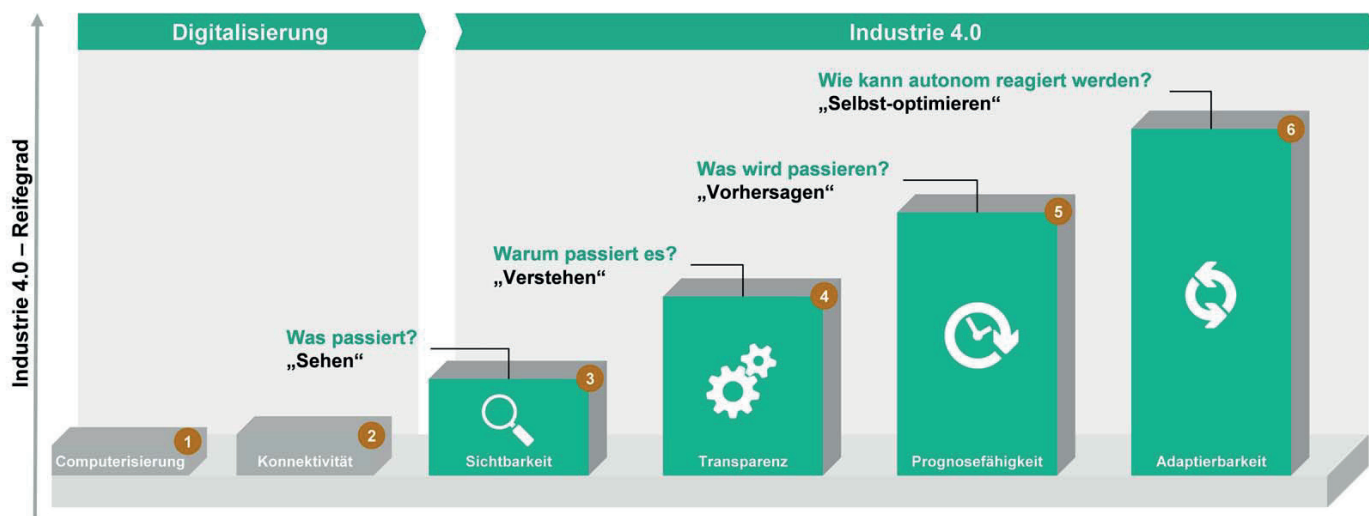 Digitalisierung
Industrie 4.0
Industrie 4.0 – Reifegrad
Wie kann autonom reagiert werden?
„Selbst-optimieren“
6
Was wird passieren?
„Vorhersagen“
5
Warum passiert es?
„Verstehen“
4
Was passiert?
„Sehen“
3
1
2
Computerisierung
Konnektivität
Sichtbarkeit
Transparenz
Prognosefähigkeit
Adaptierbarkeit